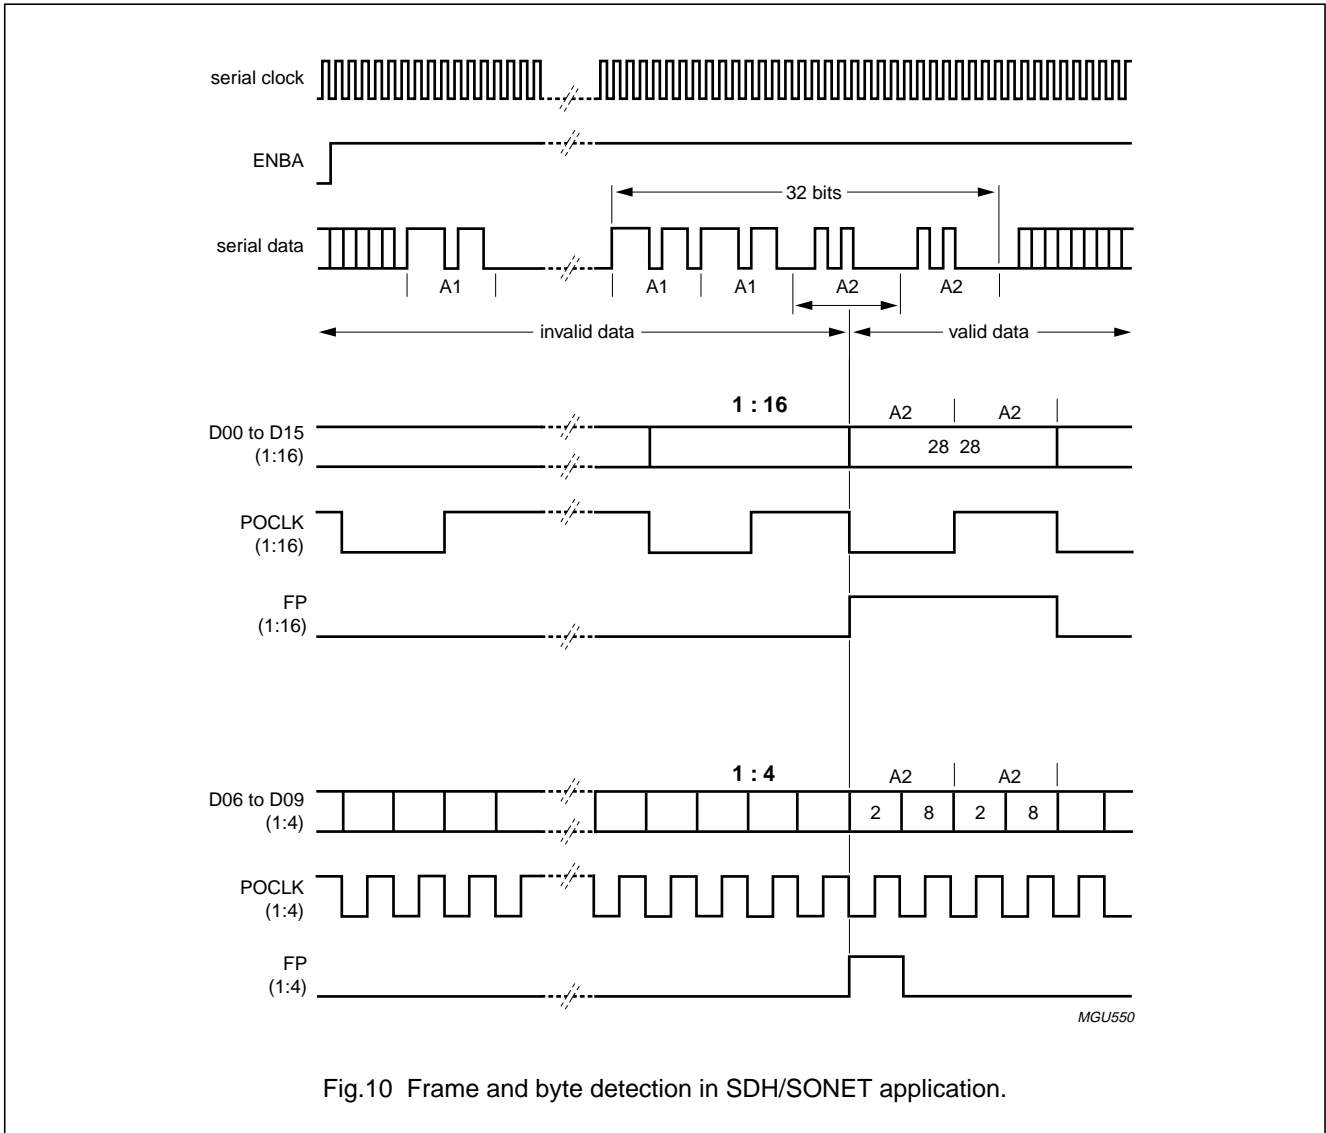 serial clock
ENBA
32 bits
serial data
A1 A1 A1 A2 A2
invalid data valid data
1 : 16 A2 A2
D00 to D15
(1:16)
28 28
POCLK
(1:16)
FP
(1:16)
1 : 4 A2 A2
D06 to D09
(1:4)
2 8 2 8
POCLK
(1:4)
FP
(1:4)
MGU550
Fig.10 Frame and byte detection in SDH/SONET application.